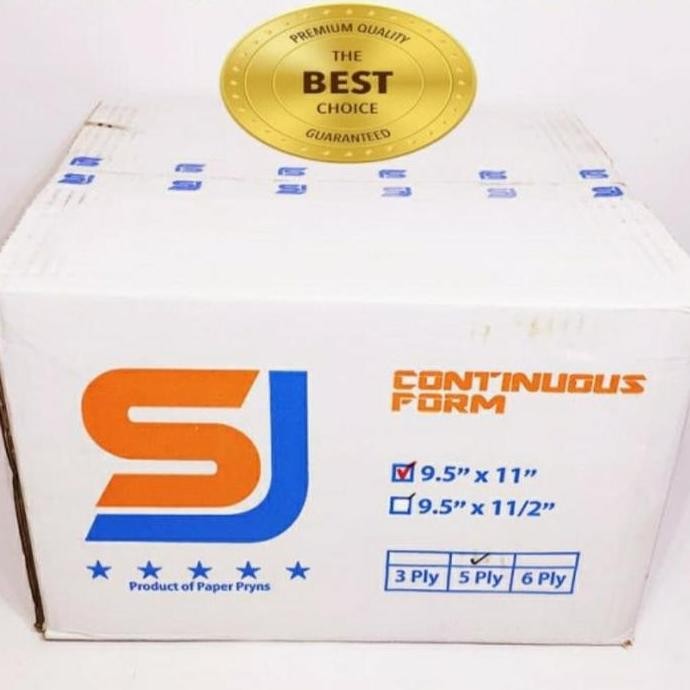 PREMIUM QUALITY
THE
BEST
CHOICE
GUARANTEED
SJ
CONTINUOUS
FORM
9.5” x 11”
9.5” x 11/2”
3 Ply 5 Ply 6 Ply
Product of Paper Pryns